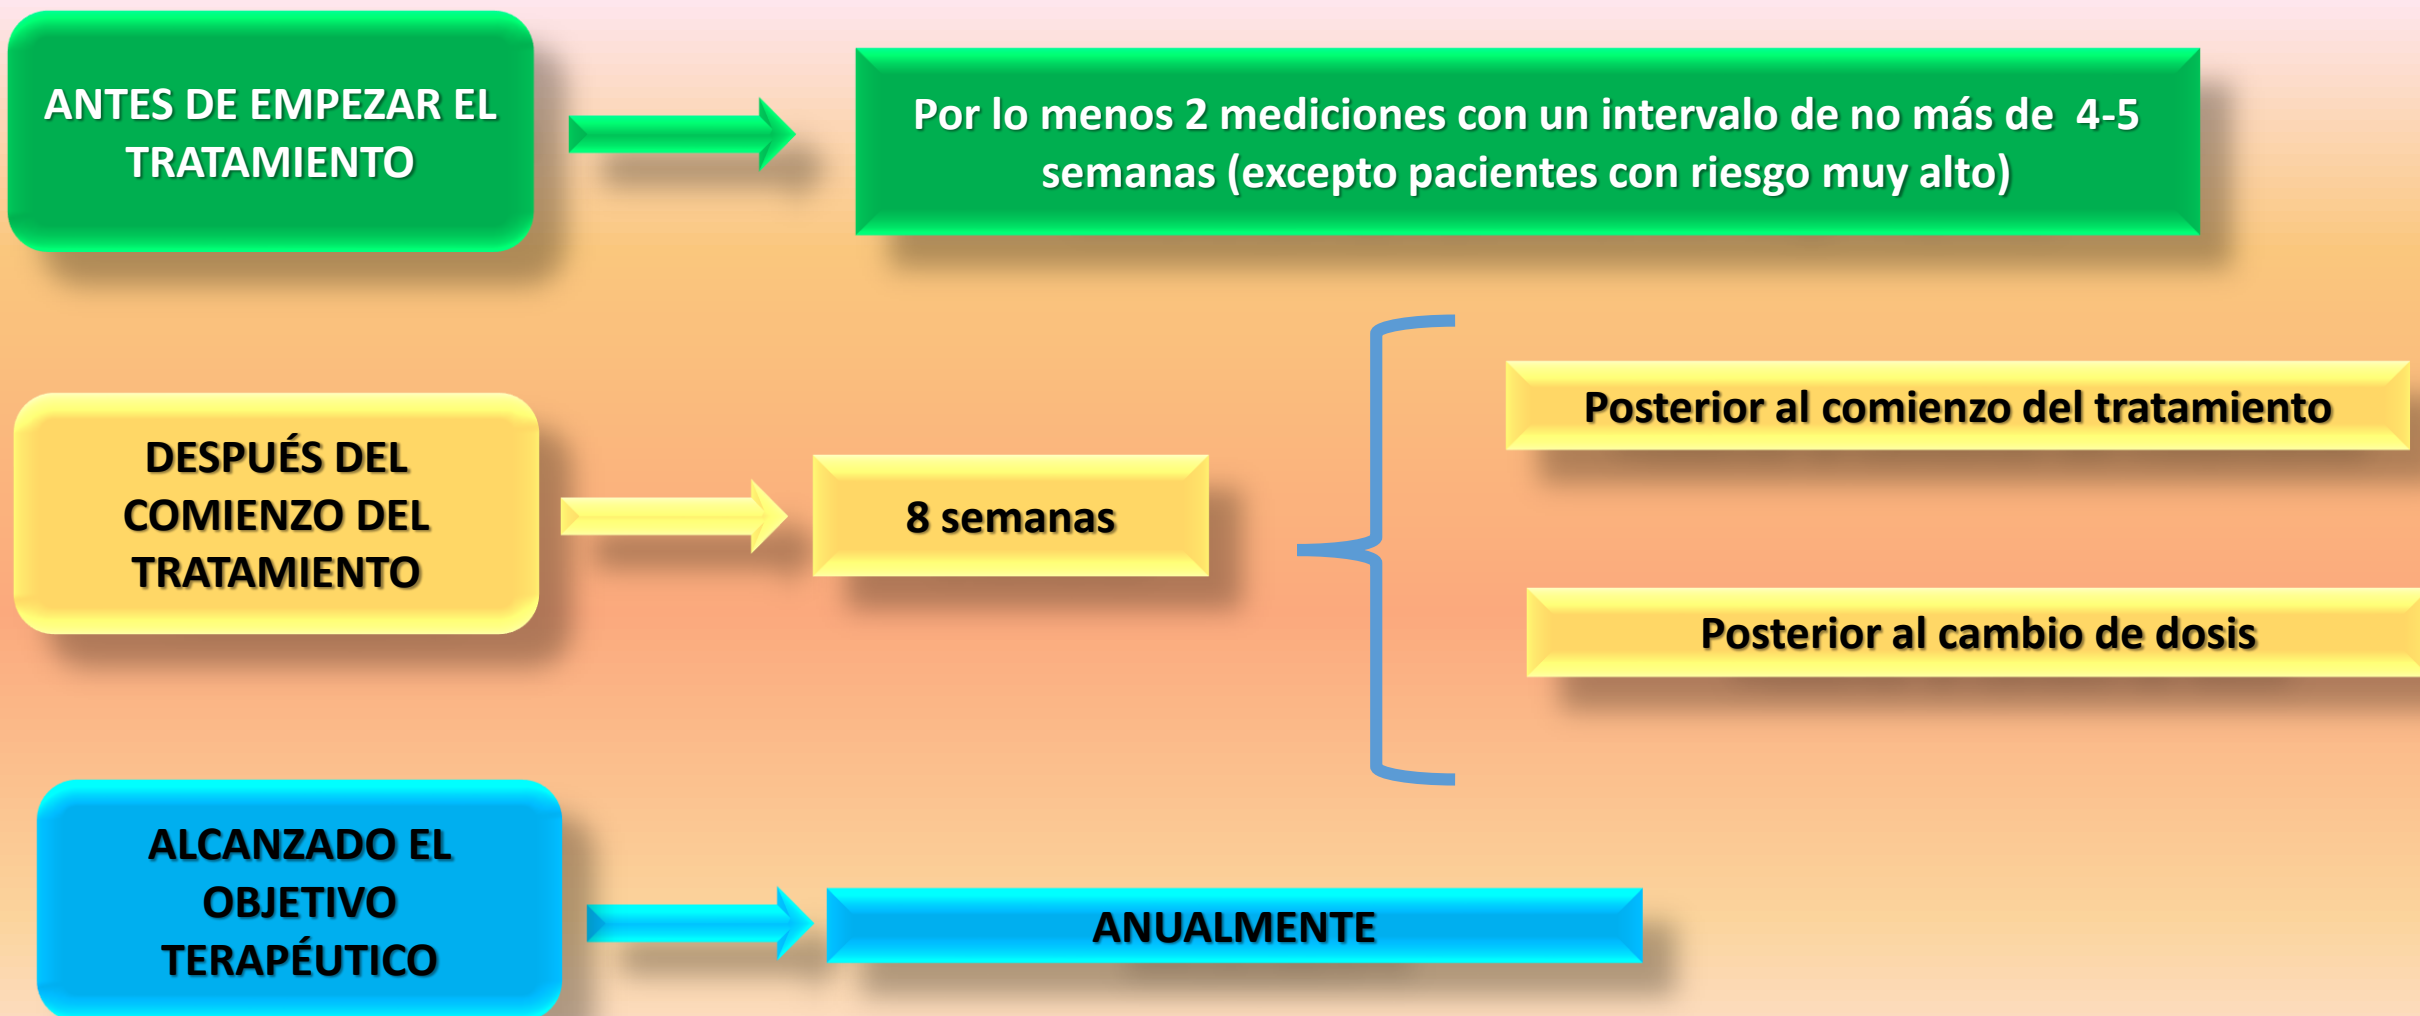 ANTES DE EMPEZAR EL
TRATAMIENTO
Por lo menos 2 mediciones con un intervalo de no más de  4-5
semanas (excepto pacientes con riesgo muy alto)
DESPUÉS DEL
COMIENZO DEL
TRATAMIENTO
8 semanas
Posterior al comienzo del tratamiento
Posterior al cambio de dosis
ALCANZADO EL
OBJETIVO
TERAPÉUTICO
ANUALMENTE